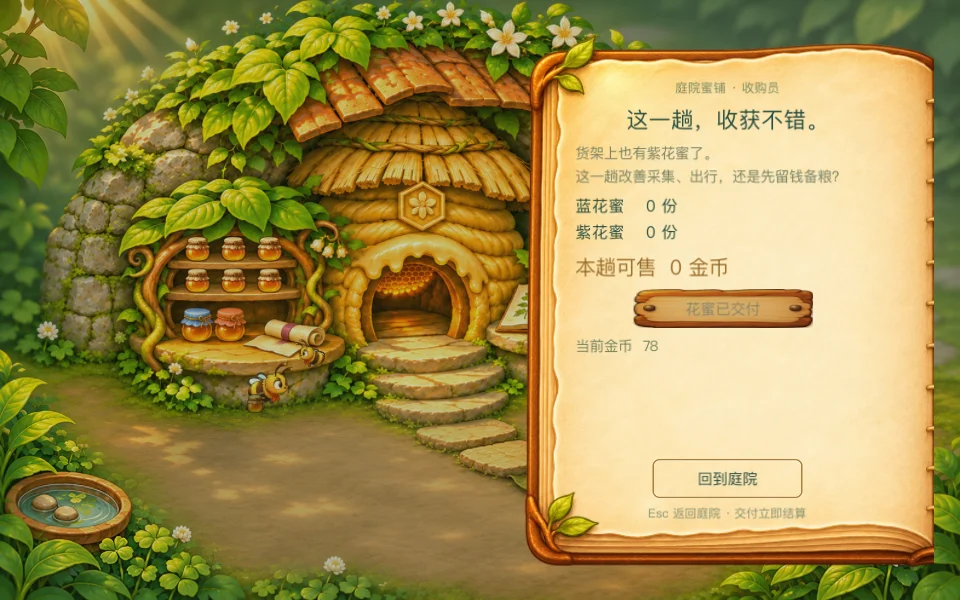 庭院蜜铺 · 收购员
这一趟，收获不错。
货架上也有紫花蜜了。
这一趟改善采集、出行，还是先留钱备粮？
蓝花蜜 0 份
紫花蜜 0 份
本趟可售 0 金币
花蜜已交付
当前金币 78
回到庭院
Esc 返回庭院 · 交付立即结算